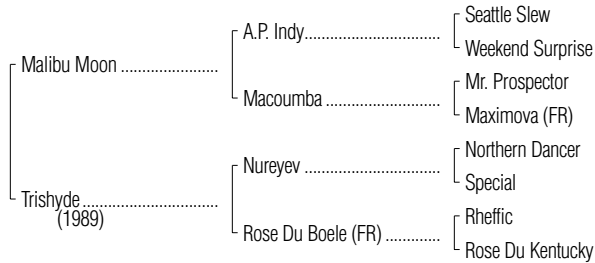 Seattle Slew
A.P. Indy
Weekend Surprise
Malibu Moon
Mr. Prospector
Macoumba
Maximova (FR)
Northern Dancer
Nureyev
Special
Trishyde
(1989)
Rheffic
Rose Du Boele (FR)
Rose Du Kentucky